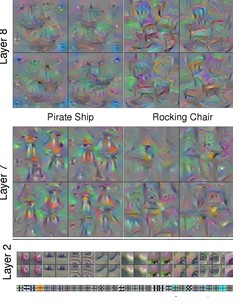 Layer 8
Pirate Ship
Rocking Chair
Layer 7
Layer 2